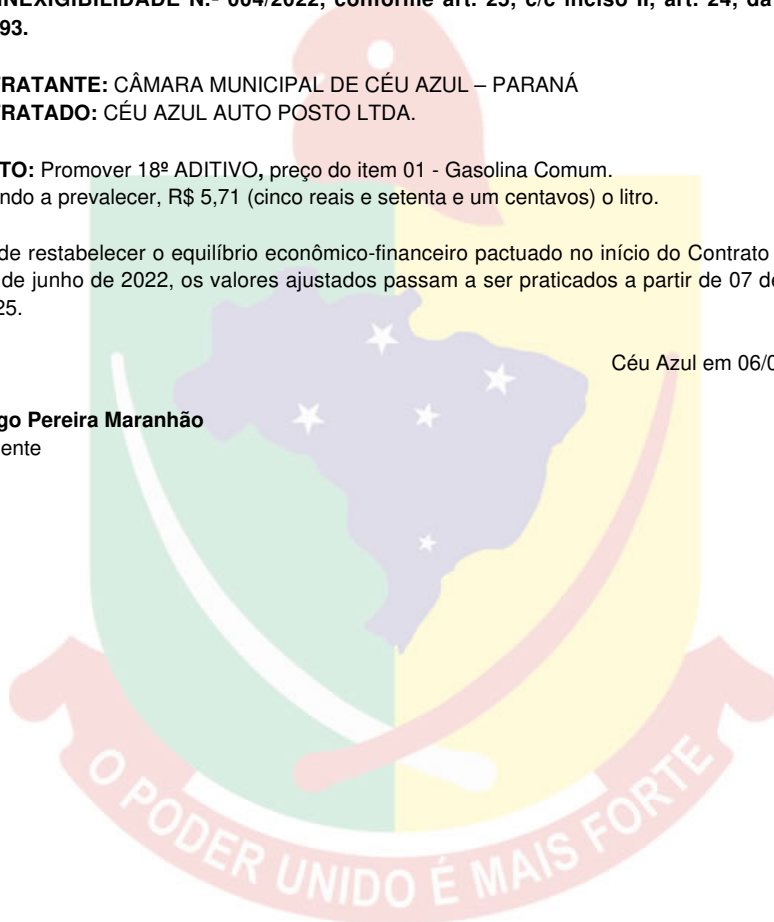 INEXIGIBILIDADE N.º 004/2022, conforme art. 25, c/c inciso II, art. 24, da
93.
TRATANTE: CÂMARA MUNICIPAL DE CÉU AZUL – PARANÁ
TRATADO: CÉU AZUL AUTO POSTO LTDA.
TO: Promover 18º ADITIVO, preço do item 01 - Gasolina Comum.
ndo a prevalecer, R$ 5,71 (cinco reais e setenta e um centavos) o litro.
de restabelecer o equilíbrio econômico-financeiro pactuado no início do Contrato
de junho de 2022, os valores ajustados passam a ser praticados a partir de 07 de
25.
Céu Azul em 06/0
go Pereira Maranhão
ente
O PODER UNIDO É MAIS FORTE